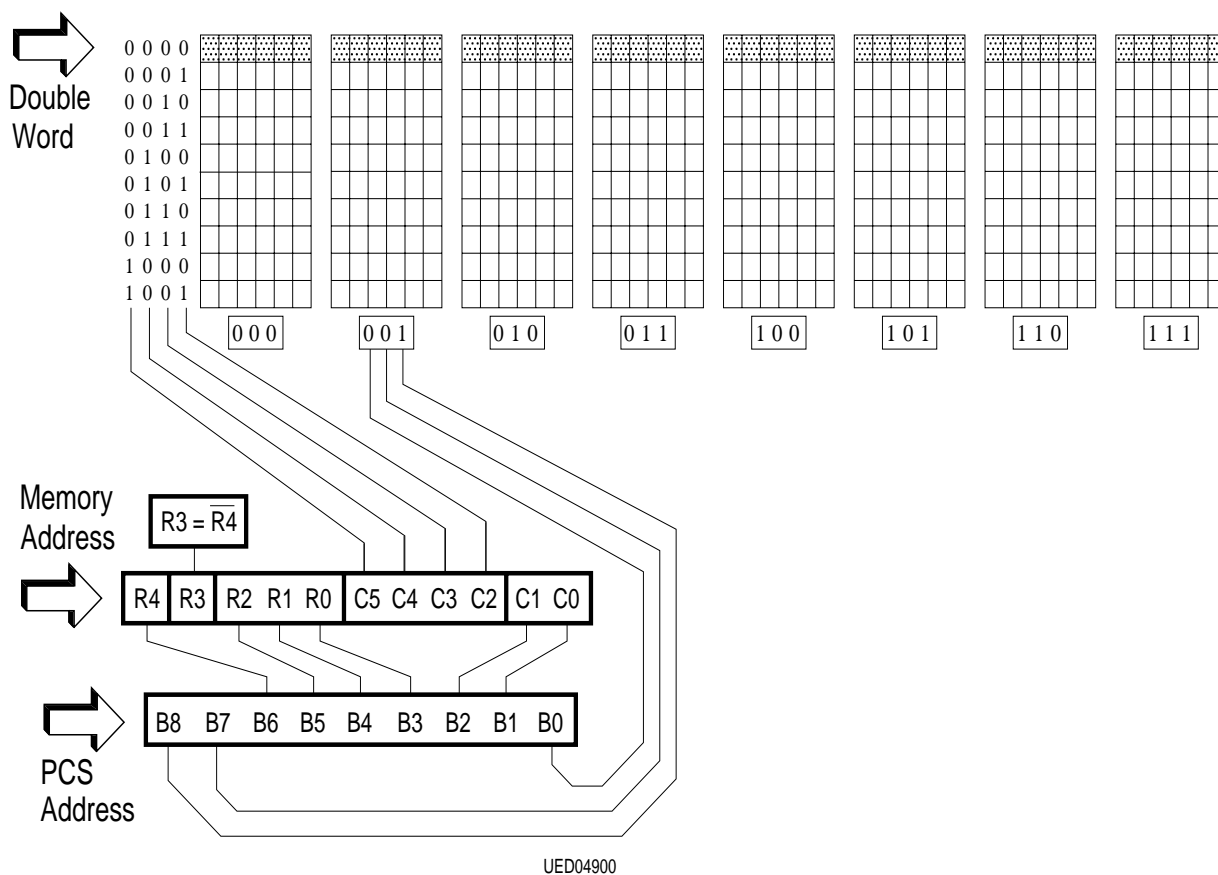 0 0 0 0
0 0 0 1
Double
0 0 1 0
Word
0 0 1 1
0 1 0 0
0 1 0 1
0 1 1 0
0 1 1 1
1 0 0 0
1 0 0 1
0 0 0
0 0 1
0 1 0
0 1 1
1 0 0
1 0 1
1 1 0
1 1 1
Memory
Address
R3 = R̅4̅
R4 R3 R2 R1 R0 C5 C4 C3 C2 C1 C0
B8 B7 B6 B5 B4 B3 B2 B1 B0
PCS
Address
UED04900